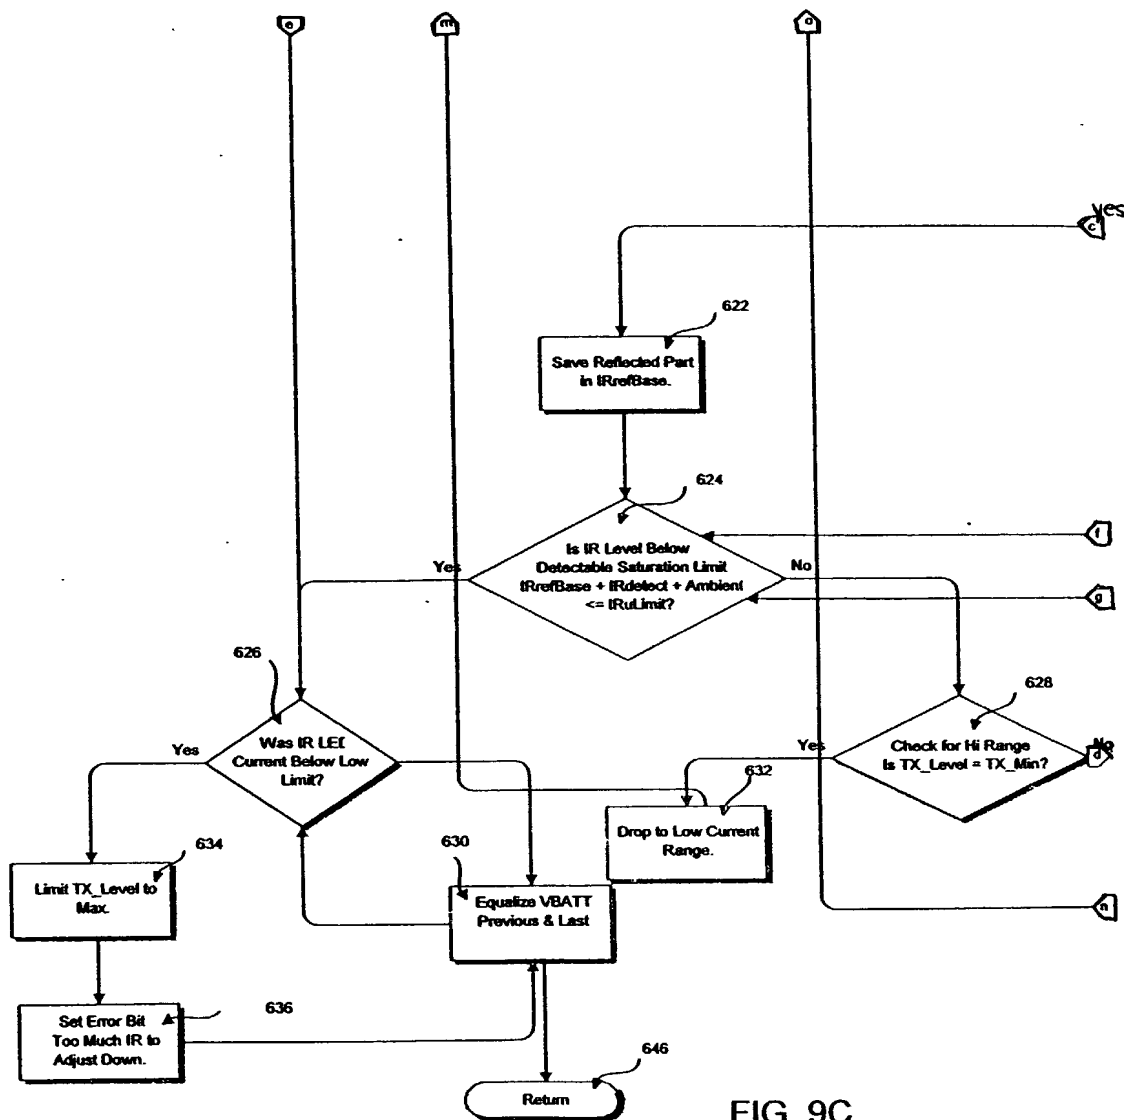 e
m
o
yes
c
622
Save Reflected Part
in IRrefBase.
624
Is IR Level Below
Detectable Saturation Limit
IRrefBase + IRdetect + Ambient
<= IRuLimit?
Yes
No
f
g
626
Was IR LED
Current Below Low
Limit?
Yes
628
Check for Hi Range
Is TX_Level = TX_Min?
Yes
No
d
632
Drop to Low Current
Range.
634
Limit TX_Level to
Max.
630
Equalize VBATT
Previous & Last
n
636
Set Error Bit
Too Much IR to
Adjust Down.
646
Return
FIG. 9C